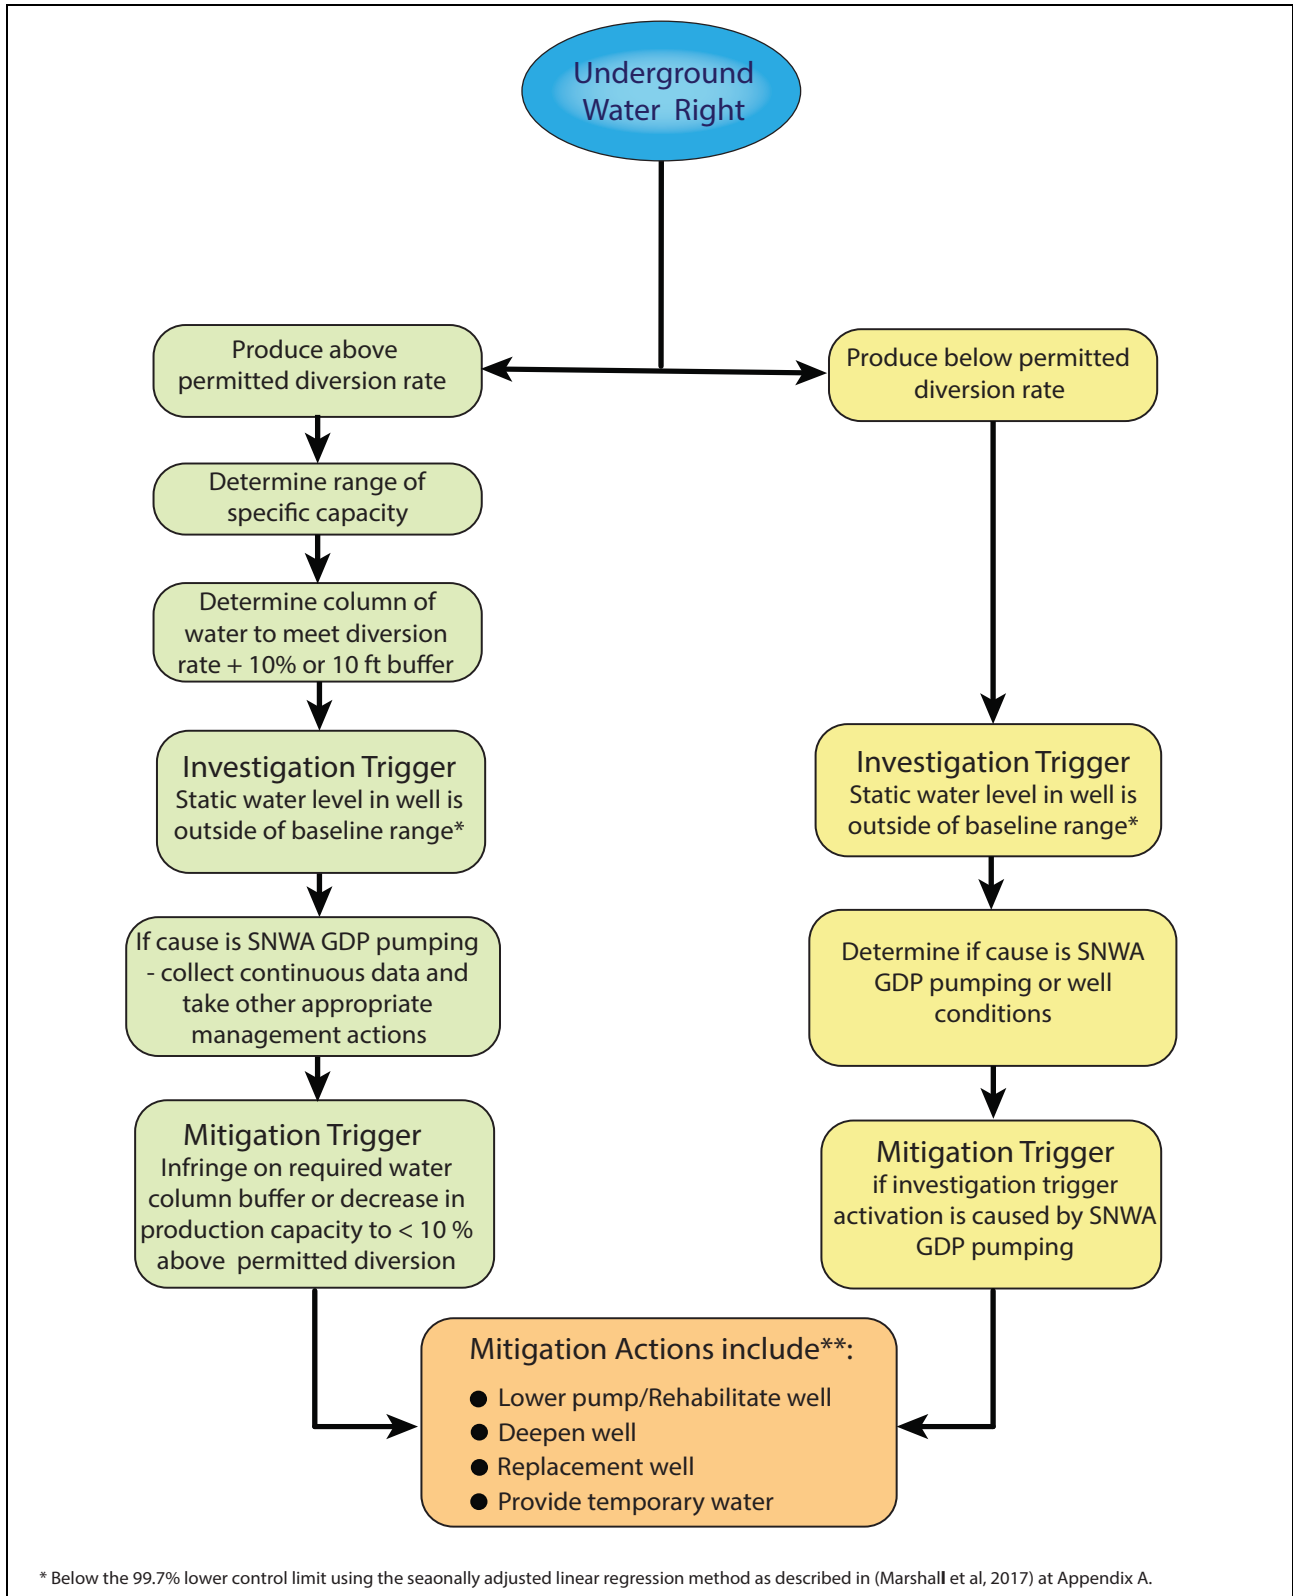 Underground
Water Right
Produce above
permitted diversion rate
Produce below permitted
diversion rate
Determine range of
specific capacity
Determine column of
water to meet diversion
rate + 10% or 10 ft buffer
Investigation Trigger
Static water level in well is
outside of baseline range*
Investigation Trigger
Static water level in well is
outside of baseline range*
If cause is SNWA GDP pumping
- collect continuous data and
take other appropriate
management actions
Determine if cause is SNWA
GDP pumping or well
conditions
Mitigation Trigger
Infringe on required water
column buffer or decrease in
production capacity to < 10 %
above permitted diversion
Mitigation Trigger
if investigation trigger
activation is caused by SNWA
GDP pumping
Mitigation Actions include**:
● Lower pump/Rehabilitate well
● Deepen well
● Replacement well
● Provide temporary water
* Below the 99.7% lower control limit using the seaonally adjusted linear regression method as described in (Marshall et al, 2017) at Appendix A.